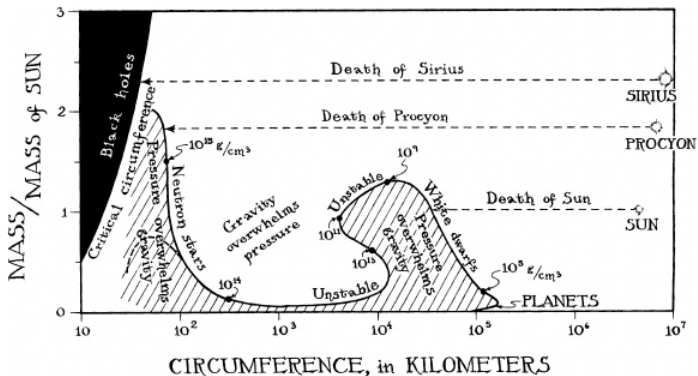 3
2
1
0
MASS/MASS of SUN
Black holes
Critical circumference
Death of Sirius
SIRIUS
Death of Procyon
PROCYON
10¹⁵ g/cm³
Pressure overwhelms gravity
Neutron stars
Gravity
overwhelms
pressure
Unstable
10⁹
10¹²
10¹³
White dwarfs
Pressure
overwhelms
gravity
Death of Sun
SUN
10¹⁴
Unstable
10⁵ g/cm³
PLANETS
10 10² 10³ 10⁴ 10⁵ 10⁶ 10⁷
CIRCUMFERENCE, in KILOMETERS